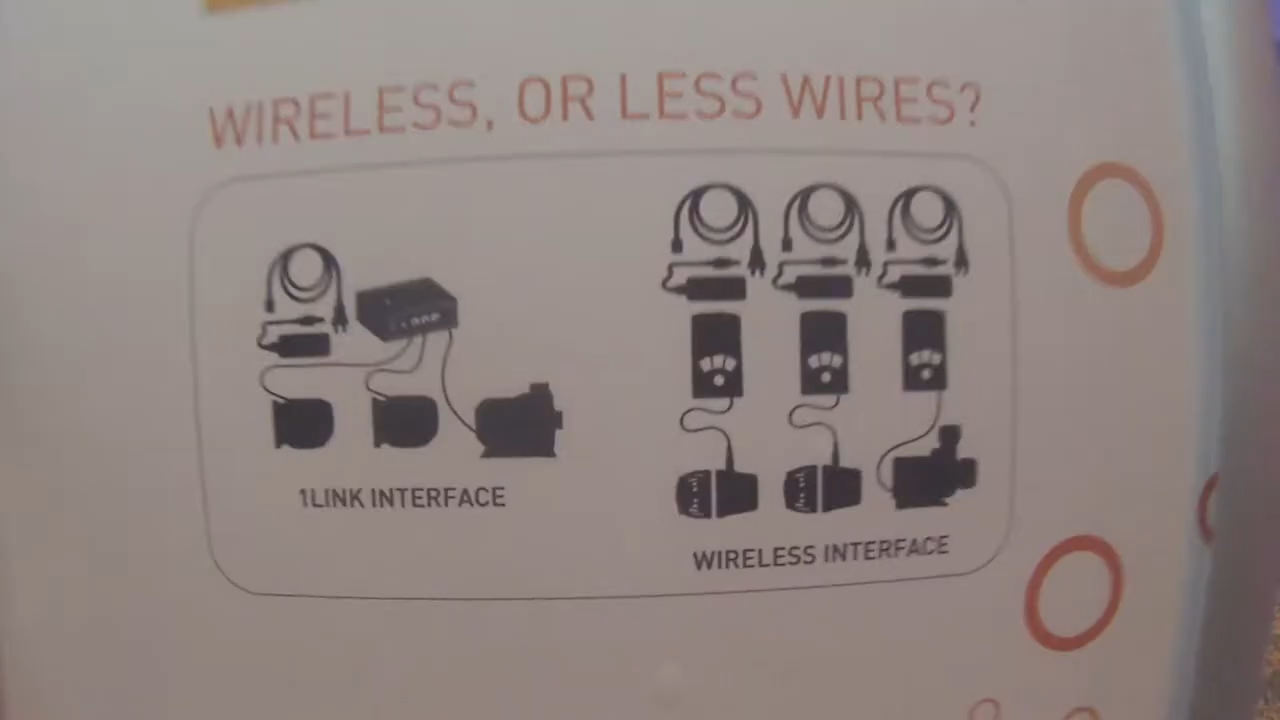 WIRELESS, OR LESS WIRES?
1LINK INTERFACE
WIRELESS INTERFACE